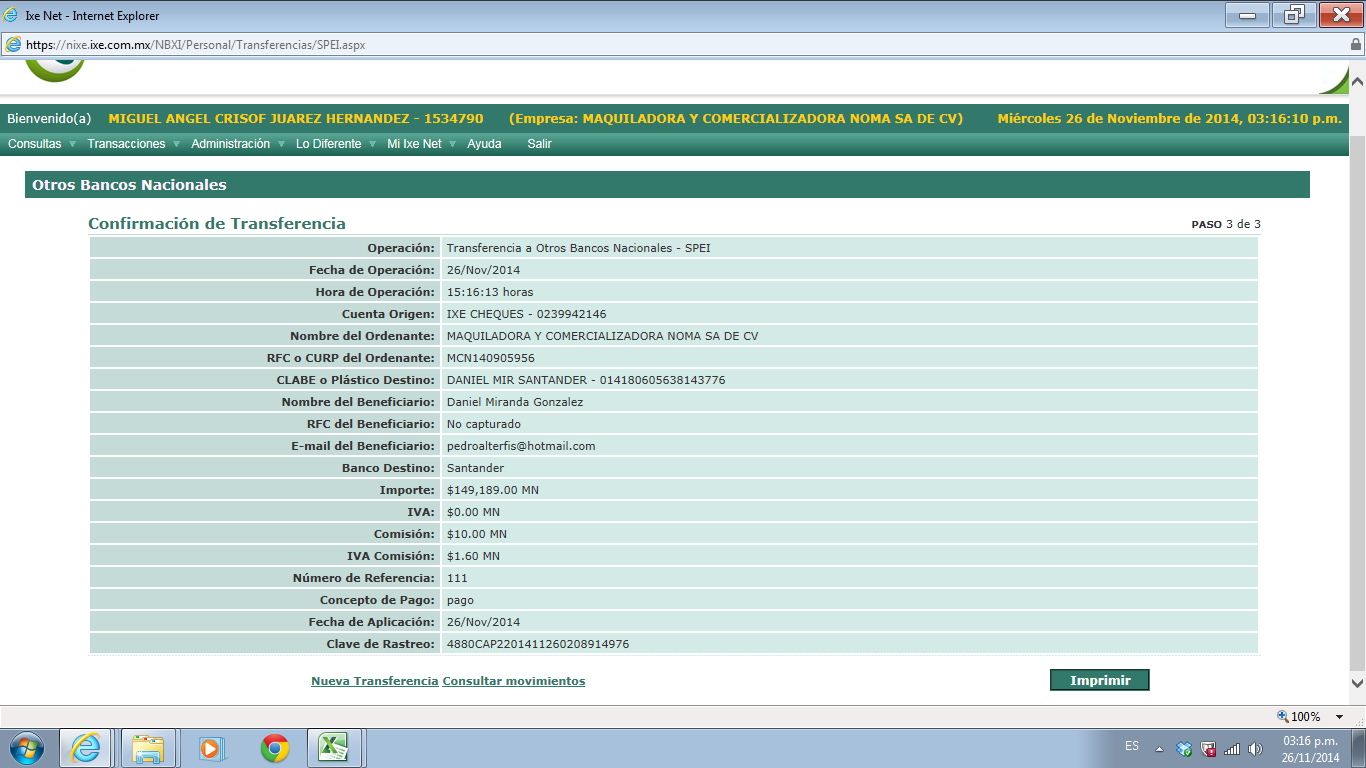 Ixe Net - Internet Explorer
https://nixe.ixe.com.mx/NBXI/Personal/Transferencias/SPEI.aspx
Bienvenido(a) MIGUEL ANGEL CRISOF JUAREZ HERNANDEZ - 1534790 (Empresa: MAQUILADORA Y COMERCIALIZADORA NOMA SA DE CV) Miércoles 26 de Noviembre de 2014, 03:16:10 p.m.
Consultas Transacciones Administración Lo Diferente Mi Ixe Net Ayuda Salir
Otros Bancos Nacionales
Confirmación de Transferencia PASO 3 de 3
Operación: Transferencia a Otros Bancos Nacionales - SPEI
Fecha de Operación: 26/Nov/2014
Hora de Operación: 15:16:13 horas
Cuenta Origen: IXE CHEQUES - 0239942146
Nombre del Ordenante: MAQUILADORA Y COMERCIALIZADORA NOMA SA DE CV
RFC o CURP del Ordenante: MCN140905956
CLABE o Plástico Destino: DANIEL MIR SANTANDER - 014180605638143776
Nombre del Beneficiario: Daniel Miranda Gonzalez
RFC del Beneficiario: No capturado
E-mail del Beneficiario: pedroalterfis@hotmail.com
Banco Destino: Santander
Importe: $149,189.00 MN
IVA: $0.00 MN
Comisión: $10.00 MN
IVA Comisión: $1.60 MN
Número de Referencia: 111
Concepto de Pago: pago
Fecha de Aplicación: 26/Nov/2014
Clave de Rastreo: 4880CAP2201411260208914976
Nueva Transferencia Consultar movimientos Imprimir
100%
ES 03:16 p.m.
26/11/2014